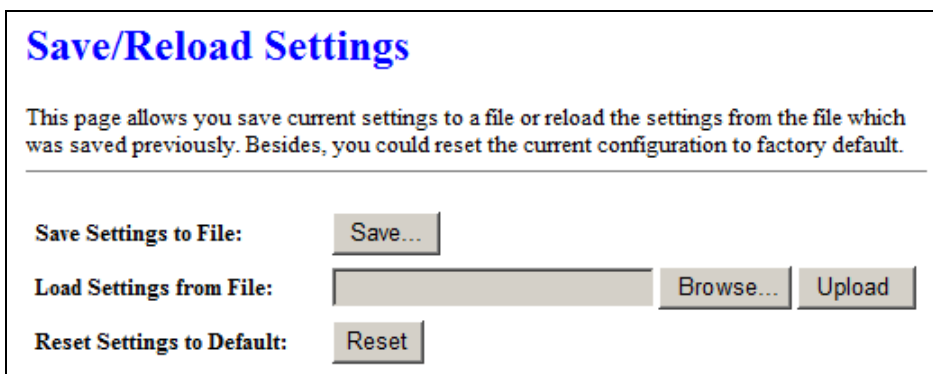 Save/Reload Settings
This page allows you save current settings to a file or reload the settings from the file which
was saved previously. Besides, you could reset the current configuration to factory default.
Save Settings to File: Save...
Load Settings from File: Browse... Upload
Reset Settings to Default: Reset